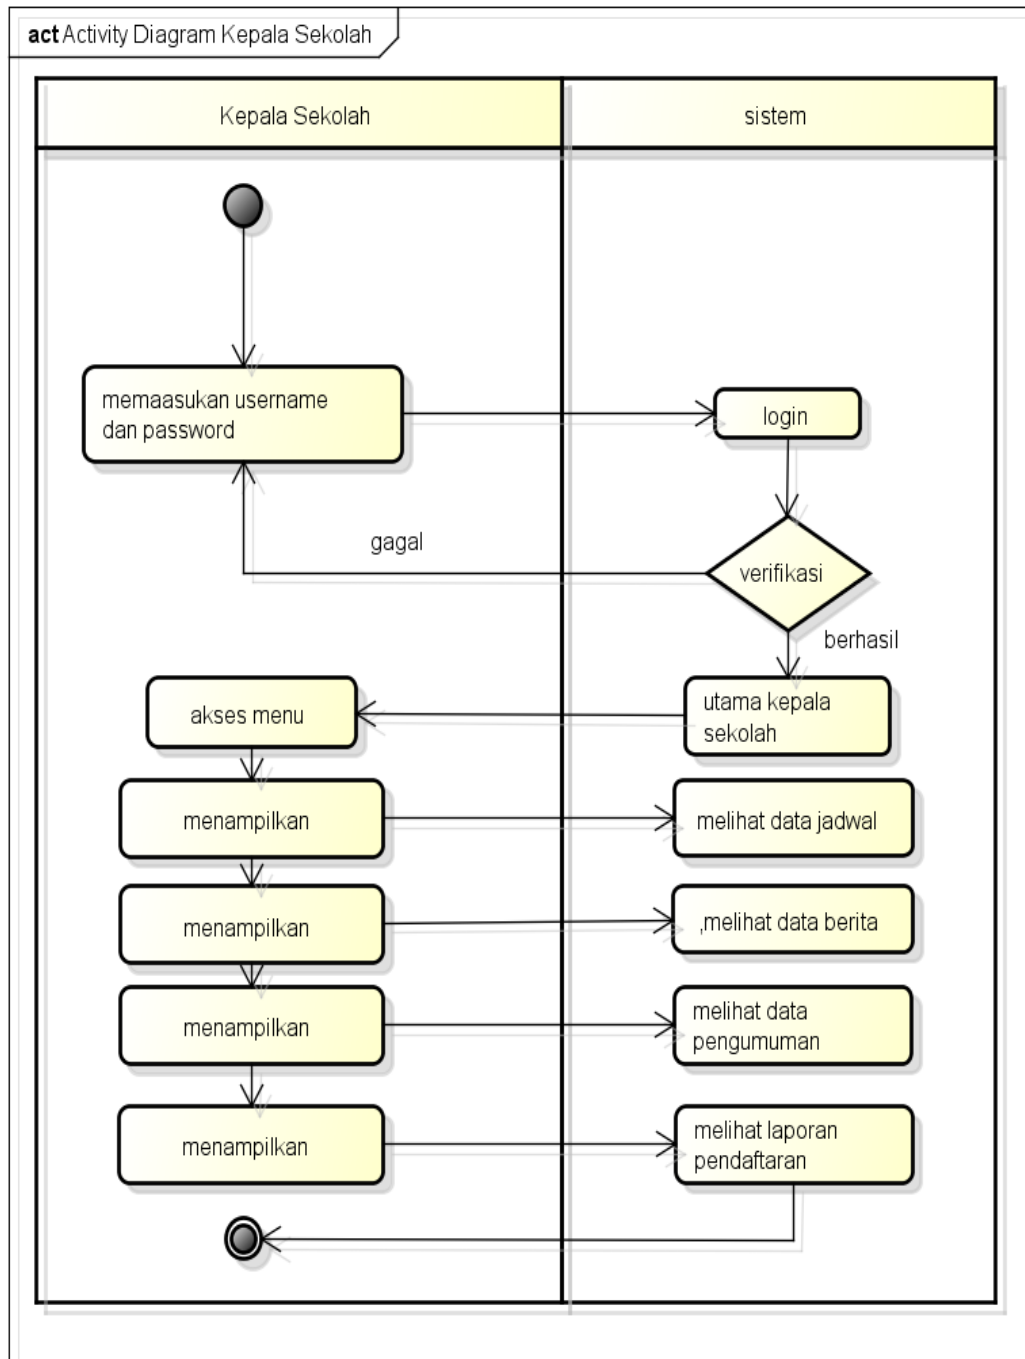 act Activity Diagram Kepala Sekolah
Kepala Sekolah
sistem
memaasukan username
dan password
login
gagal
verifikasi
berhasil
akses menu
utama kepala
sekolah
menampilkan
melihat data jadwal
menampilkan
,melihat data berita
menampilkan
melihat data
pengumuman
menampilkan
melihat laporan
pendaftaran